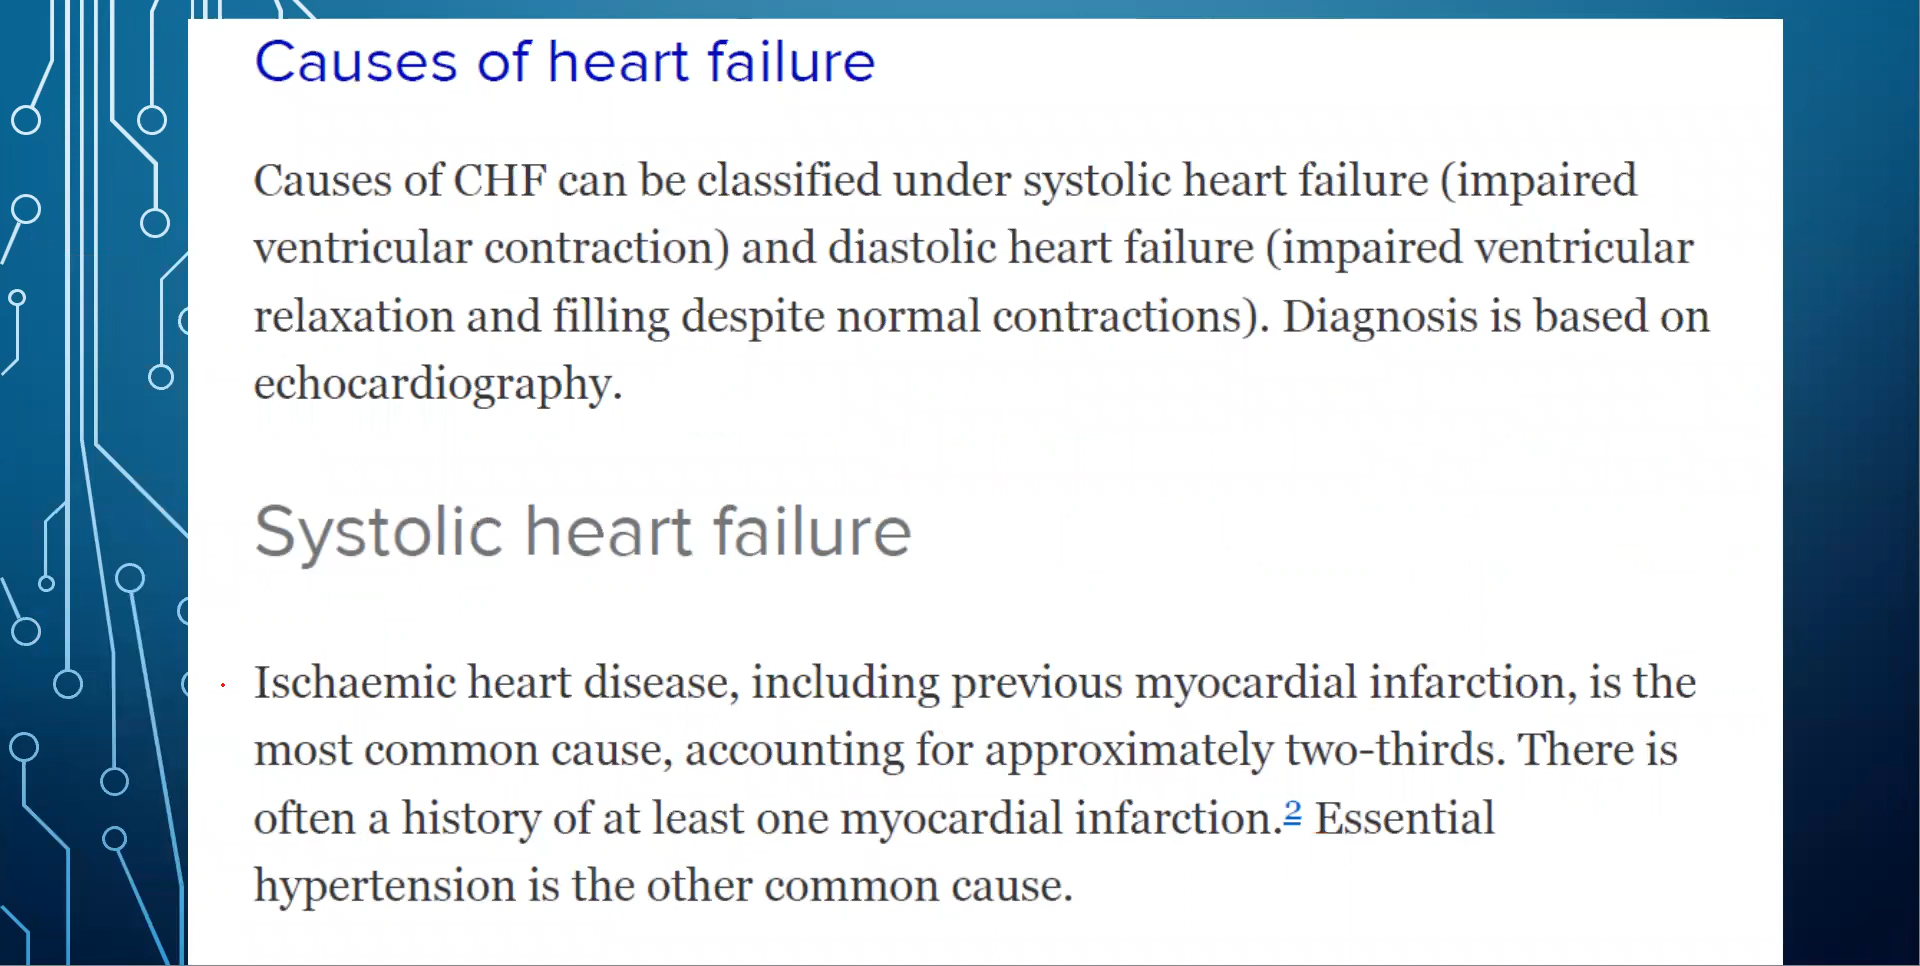 Causes of heart failure
Causes of CHF can be classified under systolic heart failure (impaired
ventricular contraction) and diastolic heart failure (impaired ventricular
relaxation and filling despite normal contractions). Diagnosis is based on
echocardiography.
Systolic heart failure
Ischaemic heart disease, including previous myocardial infarction, is the
most common cause, accounting for approximately two-thirds. There is
often a history of at least one myocardial infarction.2 Essential
hypertension is the other common cause.